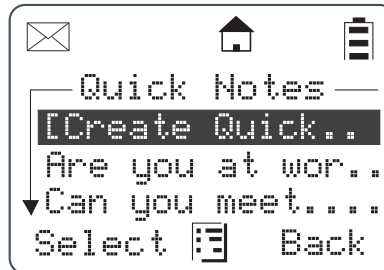 Quick Notes
[Create Quick..
Are you at wor..
Can you meet....
Select Back